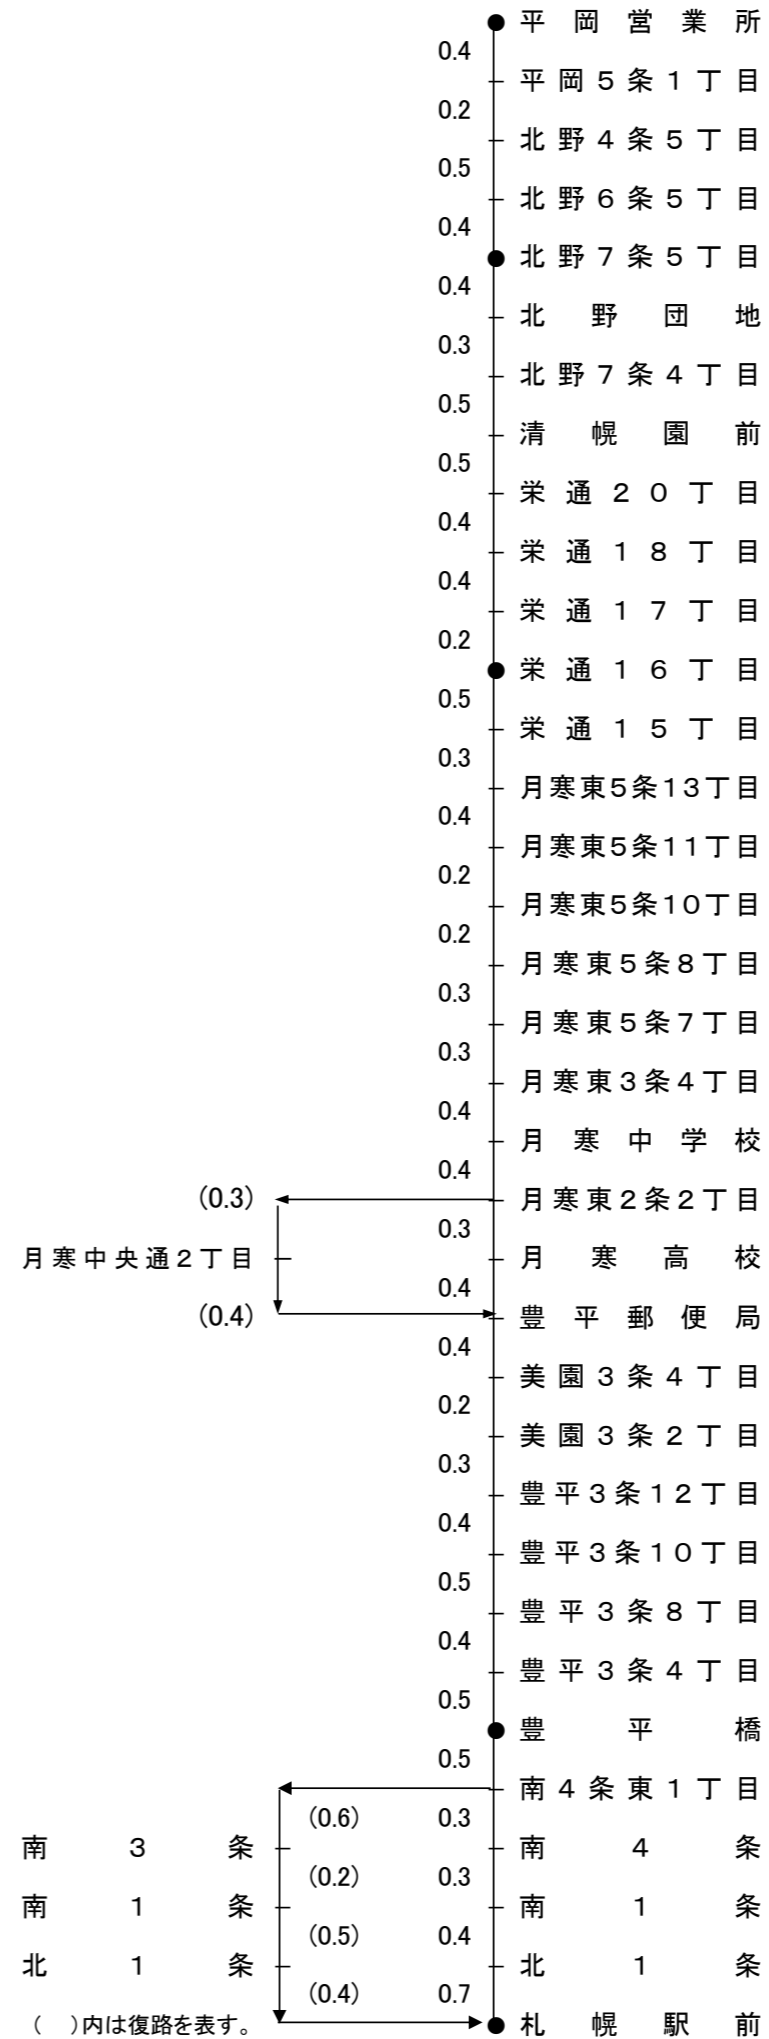 平岡営業所
0.4
平岡5条1丁目
0.2
北野4条5丁目
0.5
北野6条5丁目
0.4
北野7条5丁目
0.4
北野団地
0.3
北野7条4丁目
0.5
清幌園前
0.5
栄通20丁目
0.4
栄通18丁目
0.4
栄通17丁目
0.2
栄通16丁目
0.5
栄通15丁目
0.3
月寒東5条13丁目
0.4
月寒東5条11丁目
0.2
月寒東5条10丁目
0.2
月寒東5条8丁目
0.3
月寒東5条7丁目
0.3
月寒東3条4丁目
0.4
月寒中学校
0.4
(0.3) 月寒東2条2丁目
0.3
月寒中央通2丁目 月寒高校
0.4
(0.4) 豊平郵便局
0.4
美園3条4丁目
0.2
美園3条2丁目
0.3
豊平3条12丁目
0.4
豊平3条10丁目
0.5
豊平3条8丁目
0.4
豊平3条4丁目
0.5
豊平橋
0.5
南4条東1丁目
(0.6) 0.3
南3条 南4条
(0.2) 0.3
南1条 南1条
(0.5) 0.4
北1条 北1条
(0.4) 0.7
( )内は復路を表す。 札幌駅前